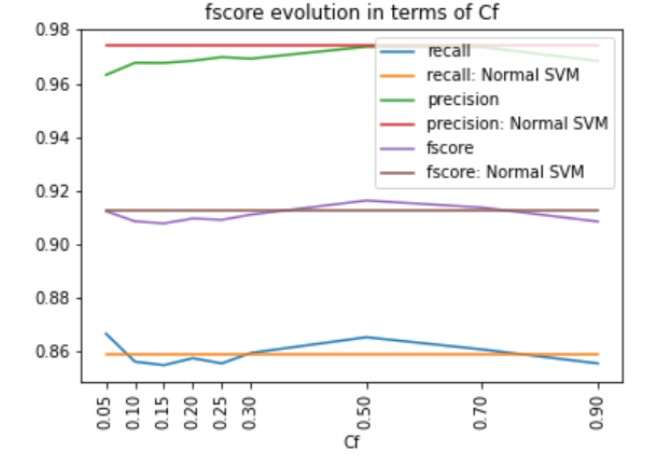 fscore evolution in terms of Cf
0.98
0.96
0.94
0.92
0.90
0.88
0.86
recall
recall: Normal SVM
precision
precision: Normal SVM
fscore
fscore: Normal SVM
0.05
0.10
0.15
0.20
0.25
0.30
0.50
0.70
0.90
Cf